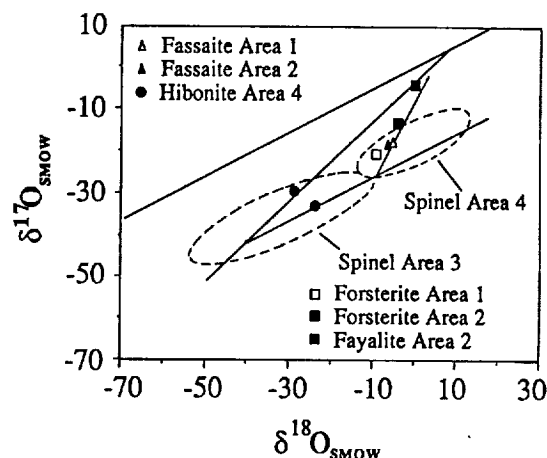 10
△ Fassaite Area 1
▲ Fassaite Area 2
● Hibonite Area 4
-10
-30
-50
-70
δ17OSMOW
Spinel Area 4
Spinel Area 3
□ Forsterite Area 1
■ Forsterite Area 2
■ Fayalite Area 2
-70 -50 -30 -10 10 30
δ18OSMOW